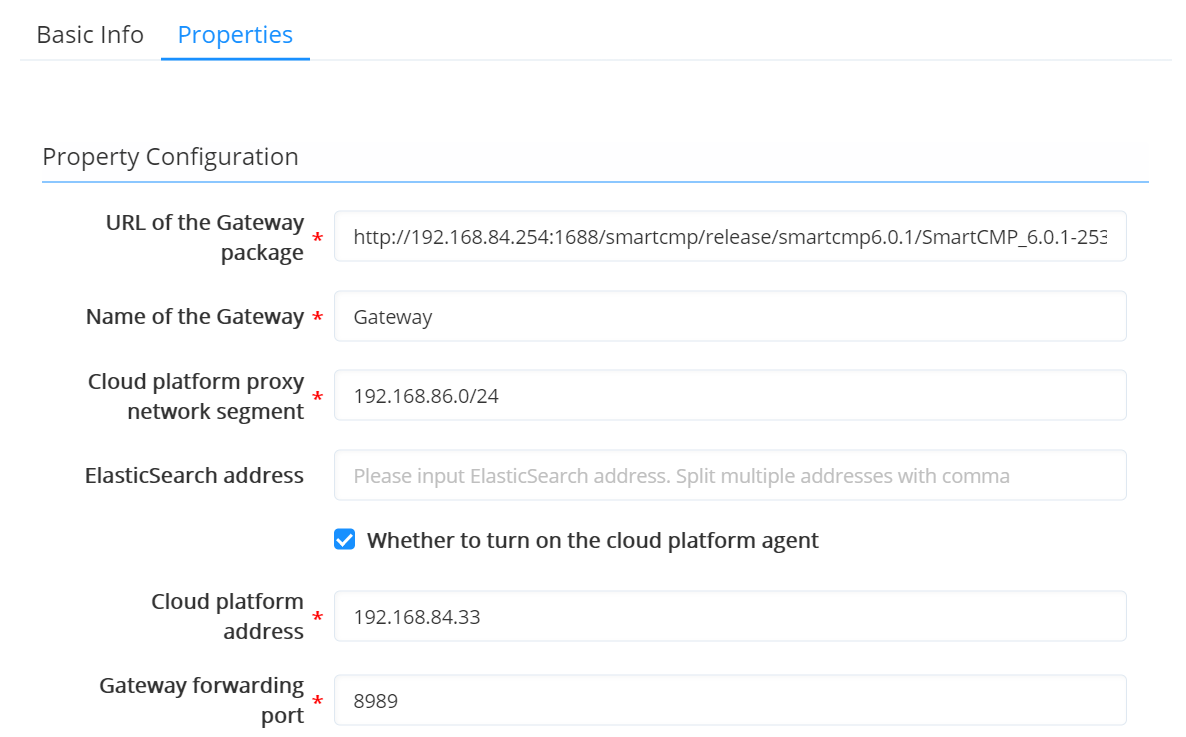 Basic Info Properties
Property Configuration
URL of the Gateway
package
* http://192.168.84.254:1688/smartcmp/release/smartcmp6.0.1/SmartCMP_6.0.1-253
Name of the Gateway * Gateway
Cloud platform proxy
network segment
* 192.168.86.0/24
ElasticSearch address Please input ElasticSearch address. Split multiple addresses with comma
Whether to turn on the cloud platform agent
Cloud platform
address
* 192.168.84.33
Gateway forwarding
port
* 8989